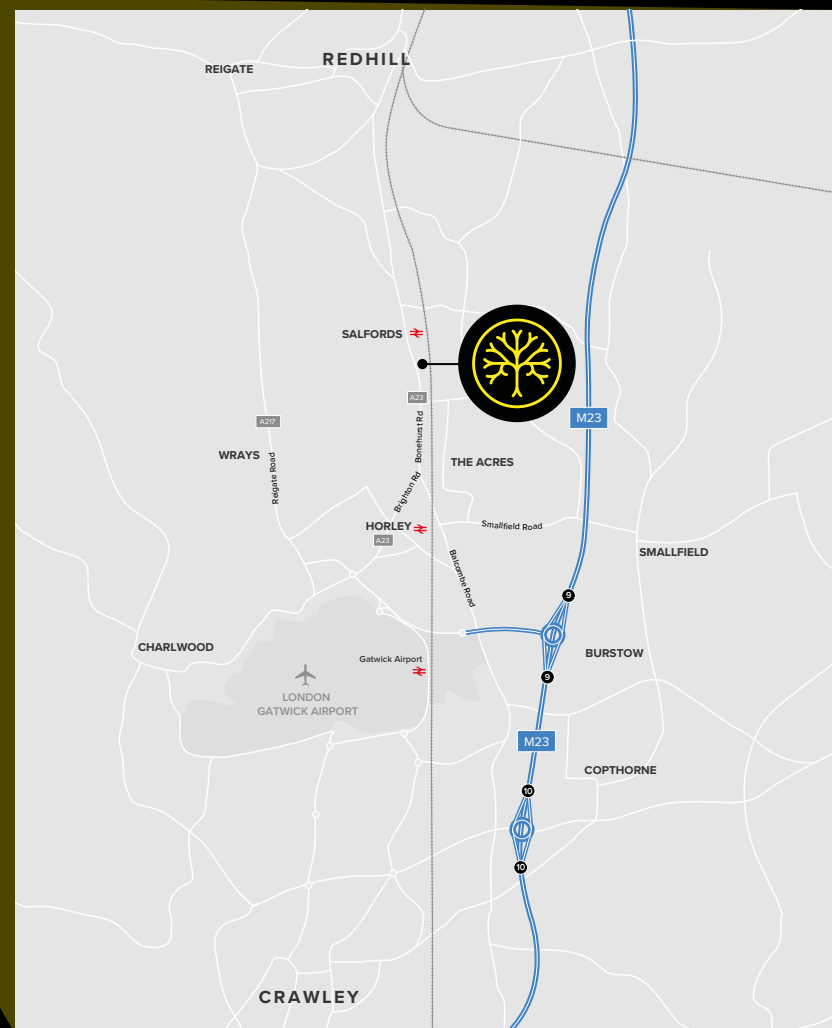 REDHILL
REIGATE
SALFORDS
A23
Bonehurst Rd
M23
A217
WRAYS
Reigate Road
THE ACRES
Brighton Rd
HORLEY
A23
Smallfield Road
SMALLFIELD
Balcombe Road
9
CHARLWOOD
BURSTOW
Gatwick Airport
9
LONDON
GATWICK AIRPORT
M23
COPTHORNE
10
10
CRAWLEY